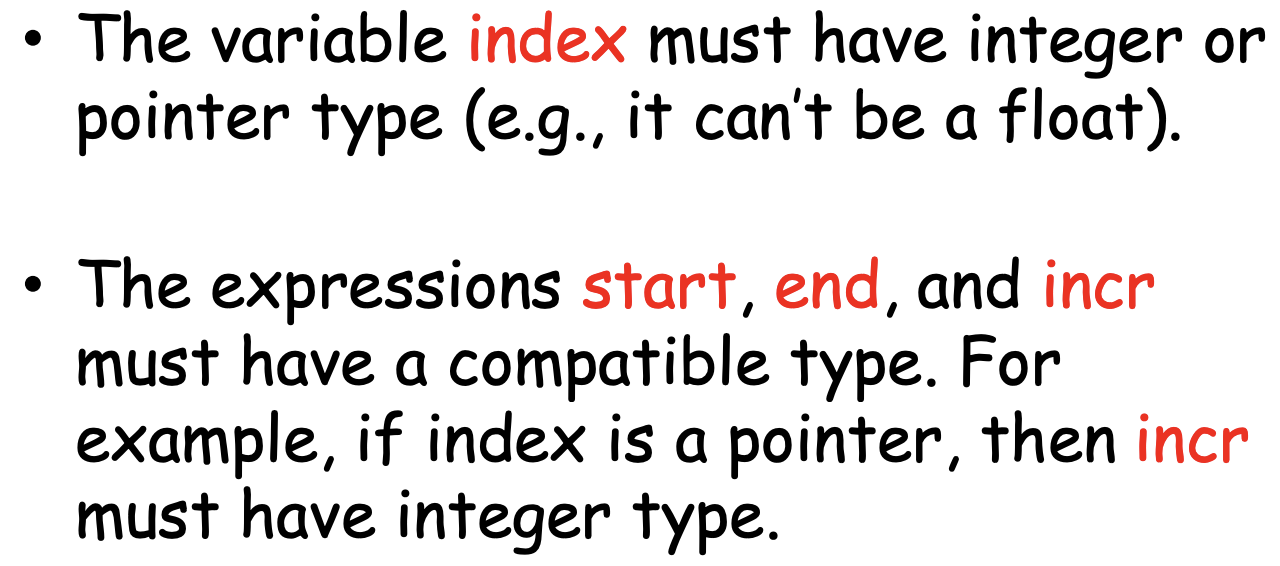 • The variable index must have integer or
pointer type (e.g., it can't be a float).
• The expressions start, end, and incr
must have a compatible type. For
example, if index is a pointer, then incr
must have integer type.